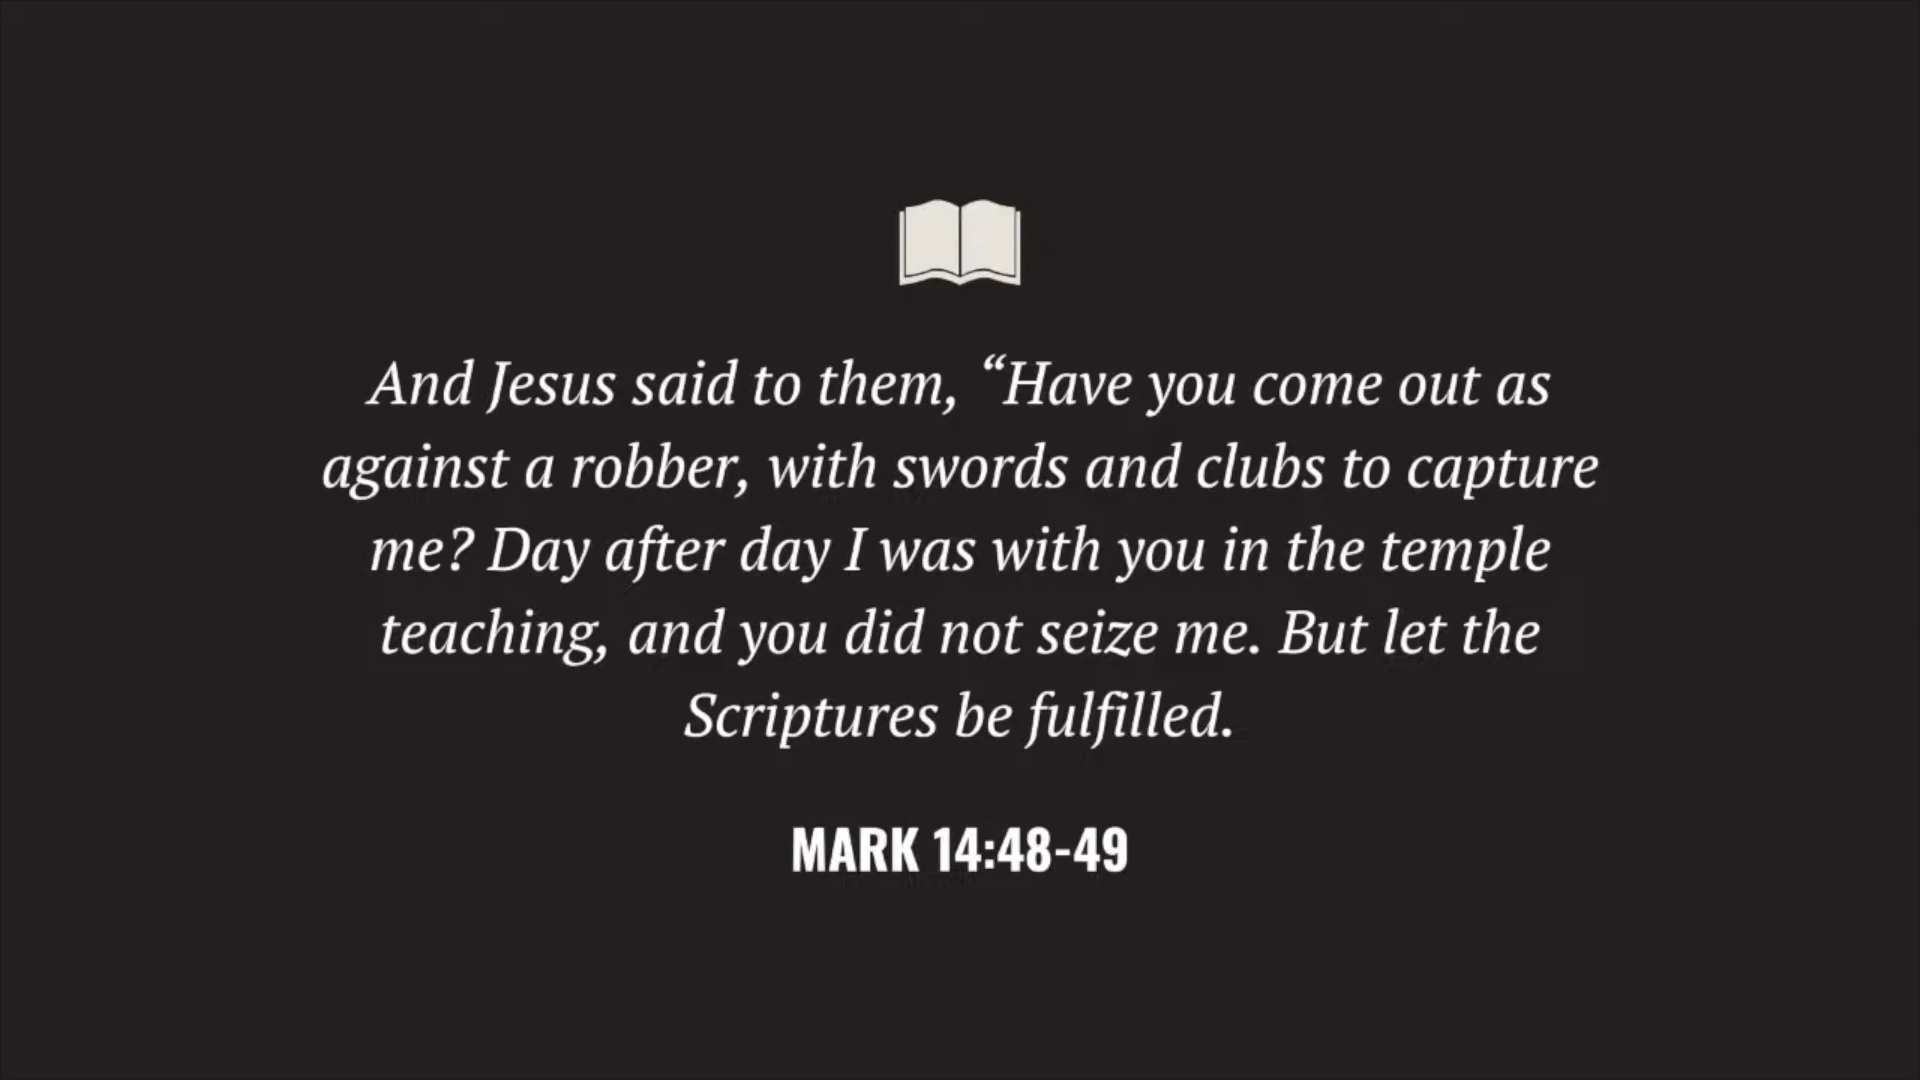 And Jesus said to them, “Have you come out as
against a robber, with swords and clubs to capture
me? Day after day I was with you in the temple
teaching, and you did not seize me. But let the
Scriptures be fulfilled.
MARK 14:48-49